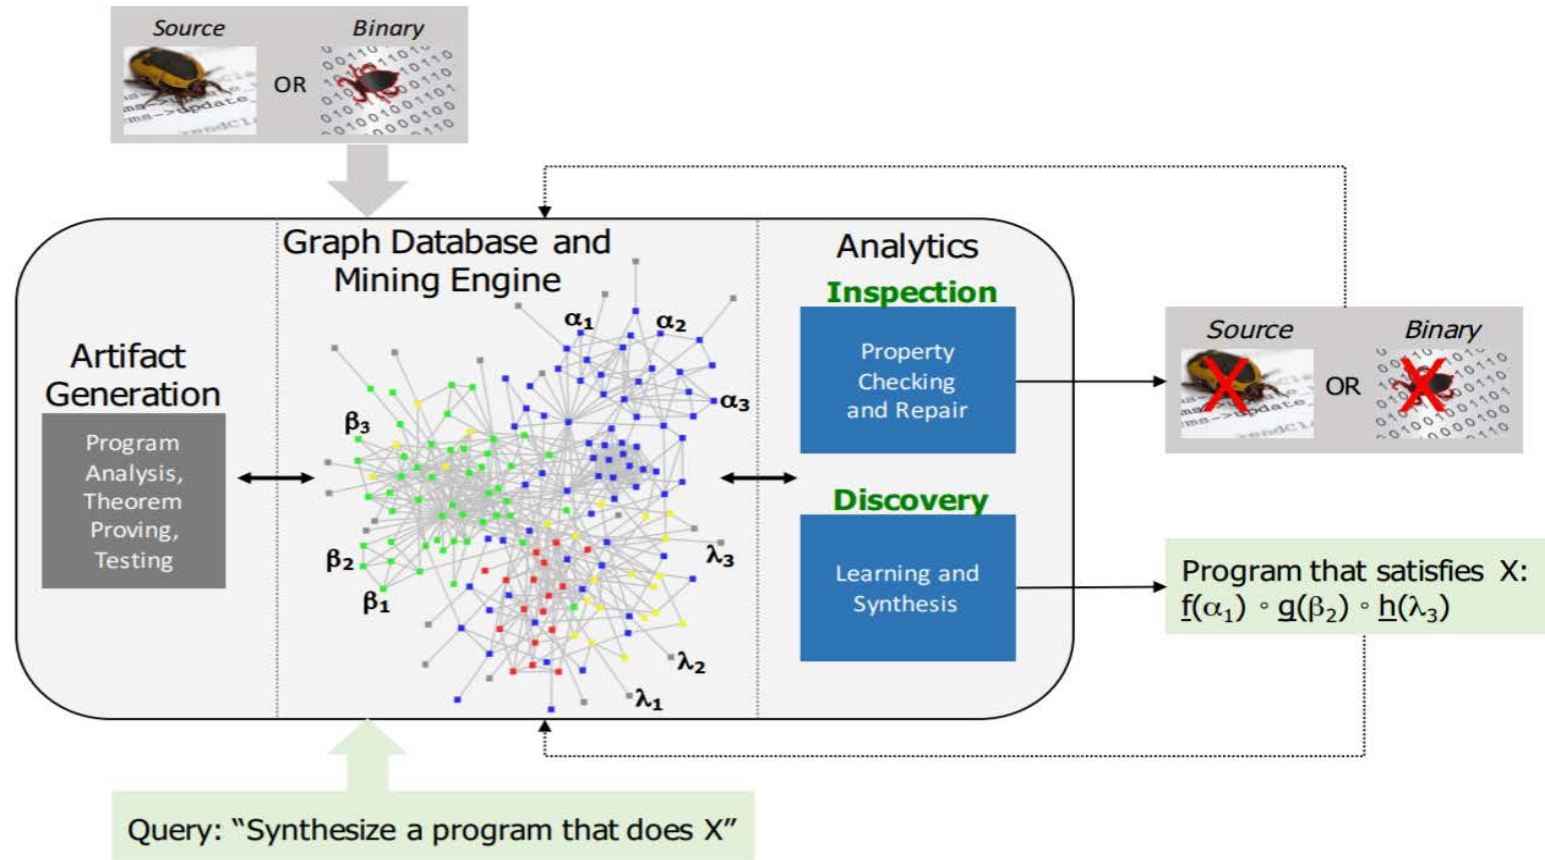 Source
Binary
OR
Graph Database and
Mining Engine
Analytics
Inspection
Artifact
Generation
Program
Analysis,
Theorem
Proving,
Testing
α₁
α₂
α₃
β₃
β₂
β₁
λ₃
λ₂
λ₁
Property
Checking
and Repair
Discovery
Learning and
Synthesis
Source
Binary
X
OR
X
Program that satisfies X:
f(α₁) ∘ g(β₂) ∘ h(λ₃)
Query: “Synthesize a program that does X”